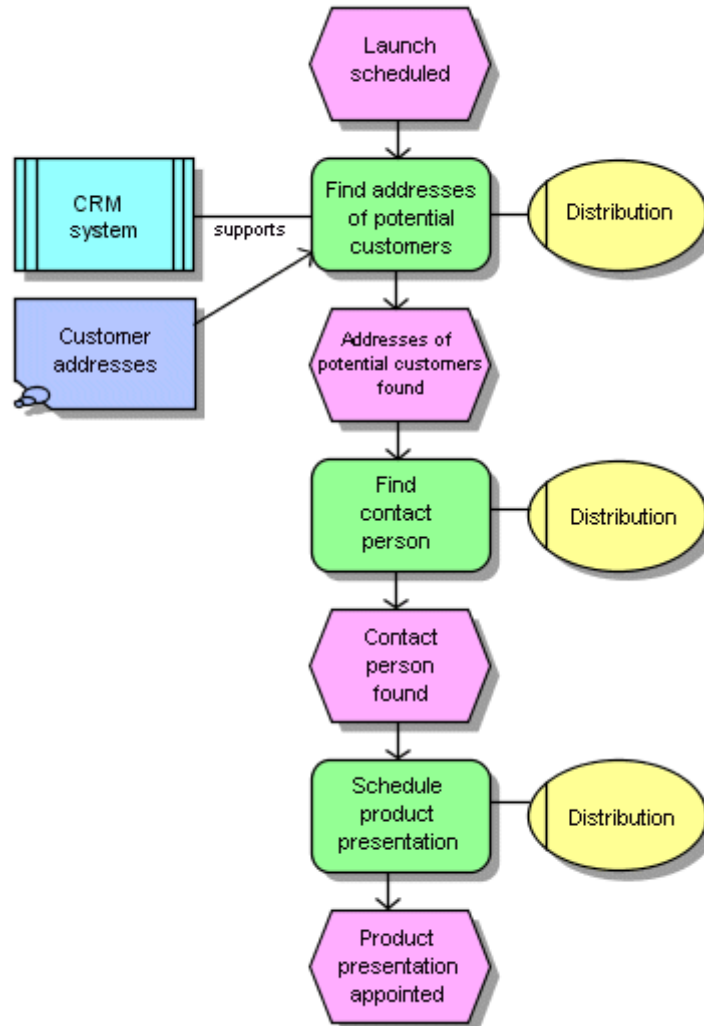 Launch
scheduled
CRM
system
supports
Find addresses
of potential
customers
Distribution
Customer
addresses
Addresses of
potential customers
found
Find
contact
person
Distribution
Contact
person
found
Schedule
product
presentation
Distribution
Product
presentation
appointed